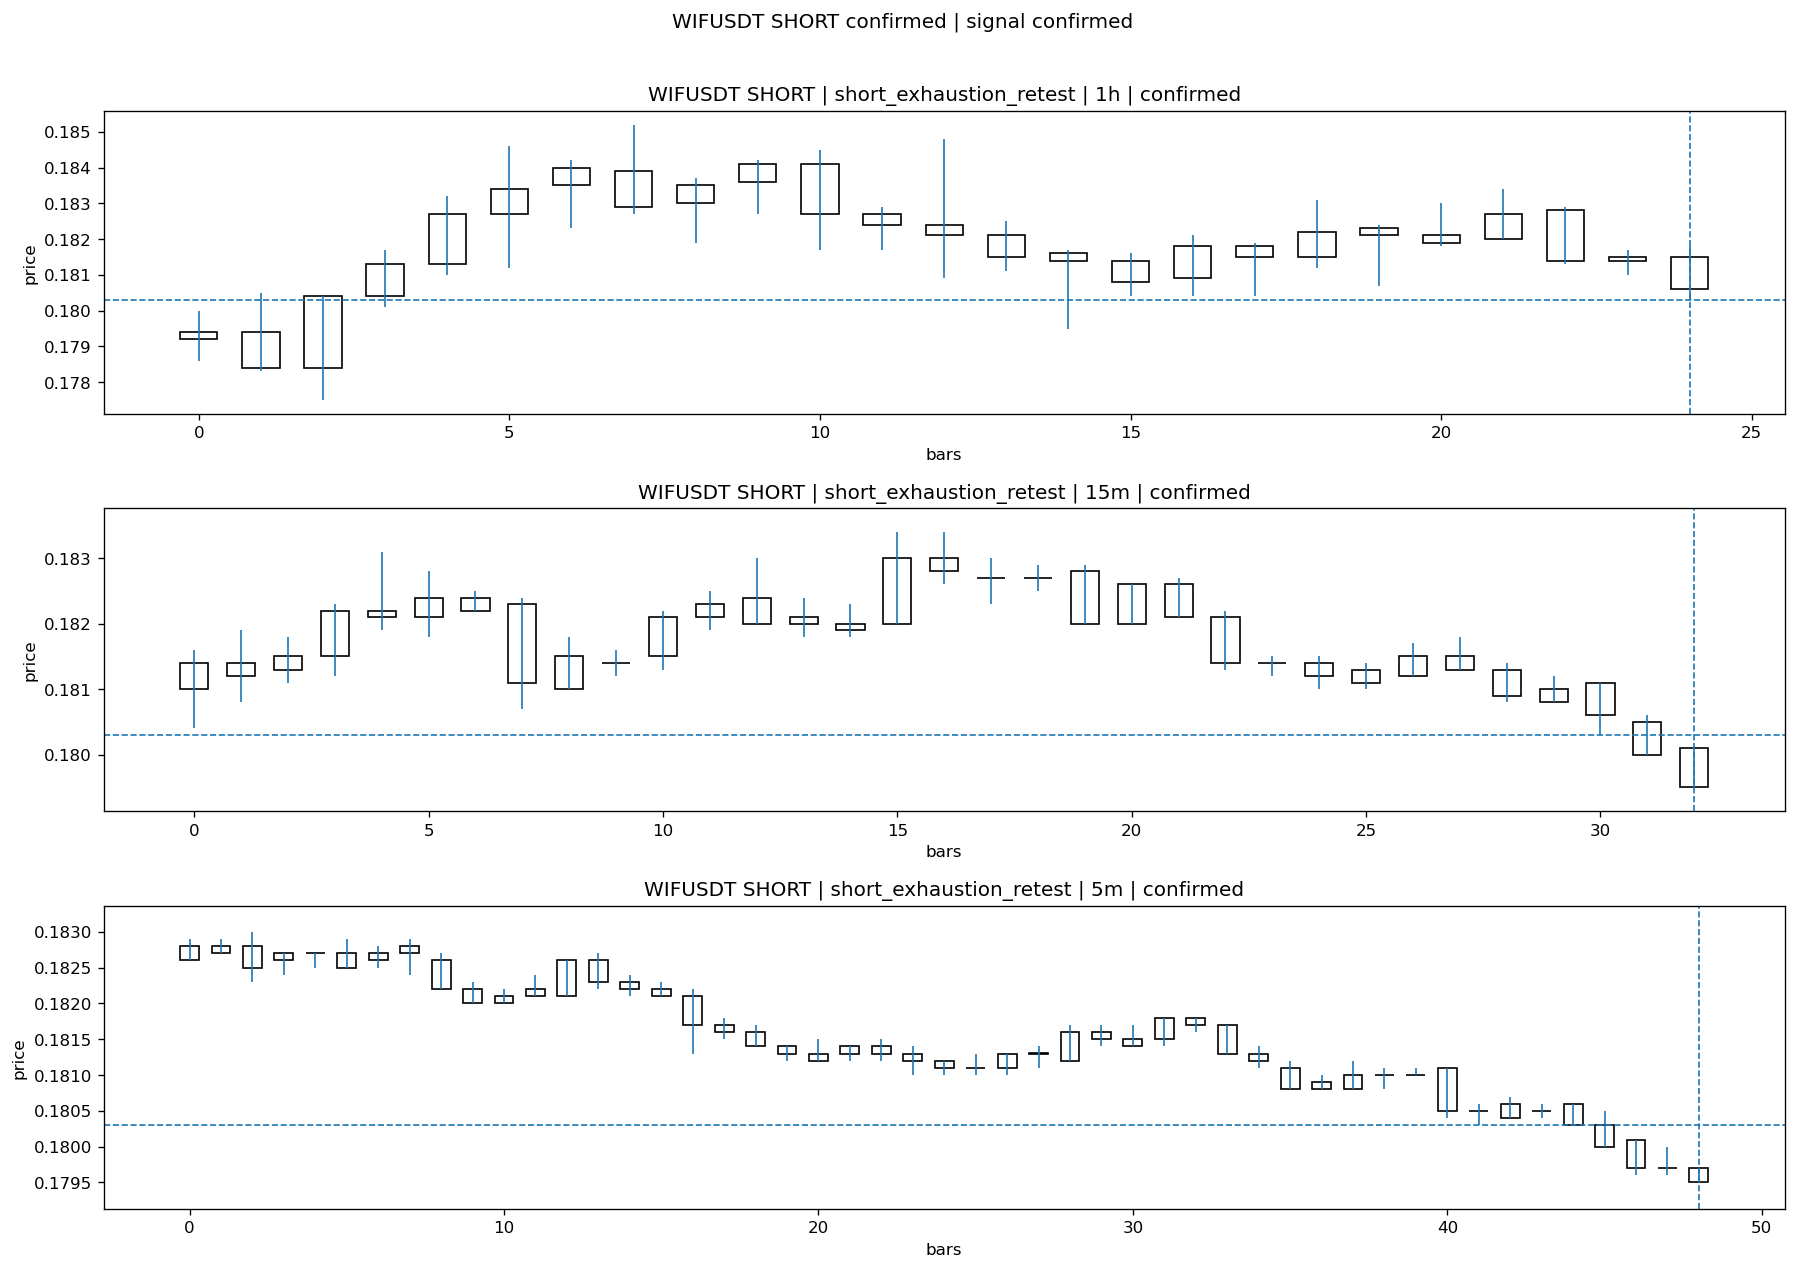 WIFUSDT SHORT confirmed | signal confirmed
WIFUSDT SHORT | short_exhaustion_retest | 1h | confirmed
price
0.185
0.184
0.183
0.182
0.181
0.180
0.179
0.178
0 5 10 15 20 25
bars
WIFUSDT SHORT | short_exhaustion_retest | 15m | confirmed
price
0.183
0.182
0.181
0.180
0 5 10 15 20 25 30
bars
WIFUSDT SHORT | short_exhaustion_retest | 5m | confirmed
price
0.1830
0.1825
0.1820
0.1815
0.1810
0.1805
0.1800
0.1795
0 10 20 30 40 50
bars